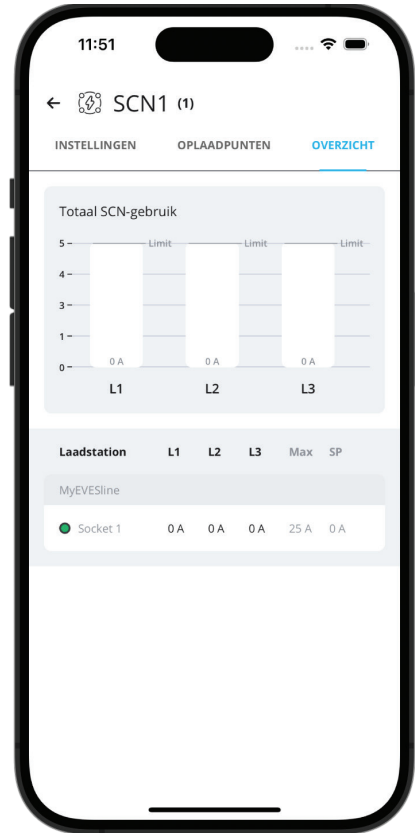 11:51
SCN1 (1)
INSTELLINGEN OPLAADPUNTEN OVERZICHT
Totaal SCN-gebruik
5 Limit Limit Limit
4
3
1
0 0 A 0 A 0 A
L1 L2 L3
Laadstation L1 L2 L3 Max SP
MyEVESline
Socket 1 0 A 0 A 0 A 25 A 0 A